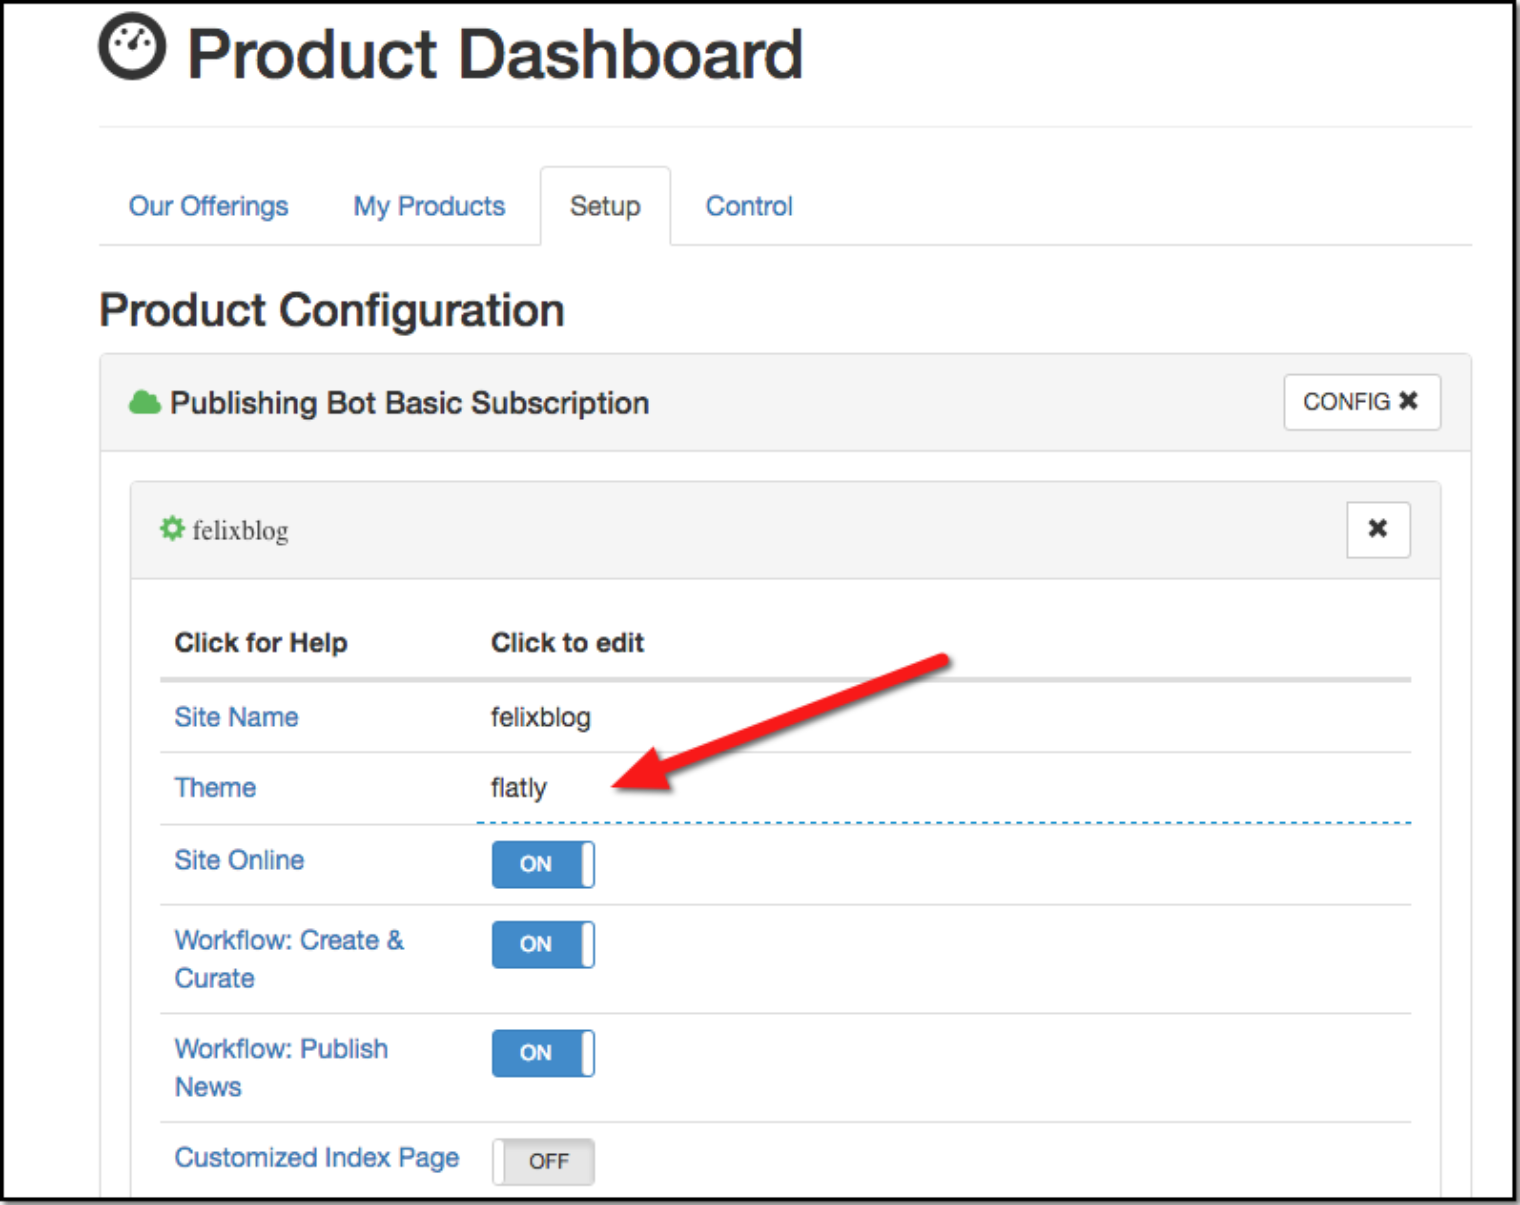 Product Dashboard
Our Offerings My Products Setup Control
Product Configuration
Publishing Bot Basic Subscription CONFIG ✖
felixblog ✖
Click for Help Click to edit
Site Name felixblog
Theme flatly
Site Online ON
Workflow: Create & ON
Curate
Workflow: Publish ON
News
Customized Index Page OFF